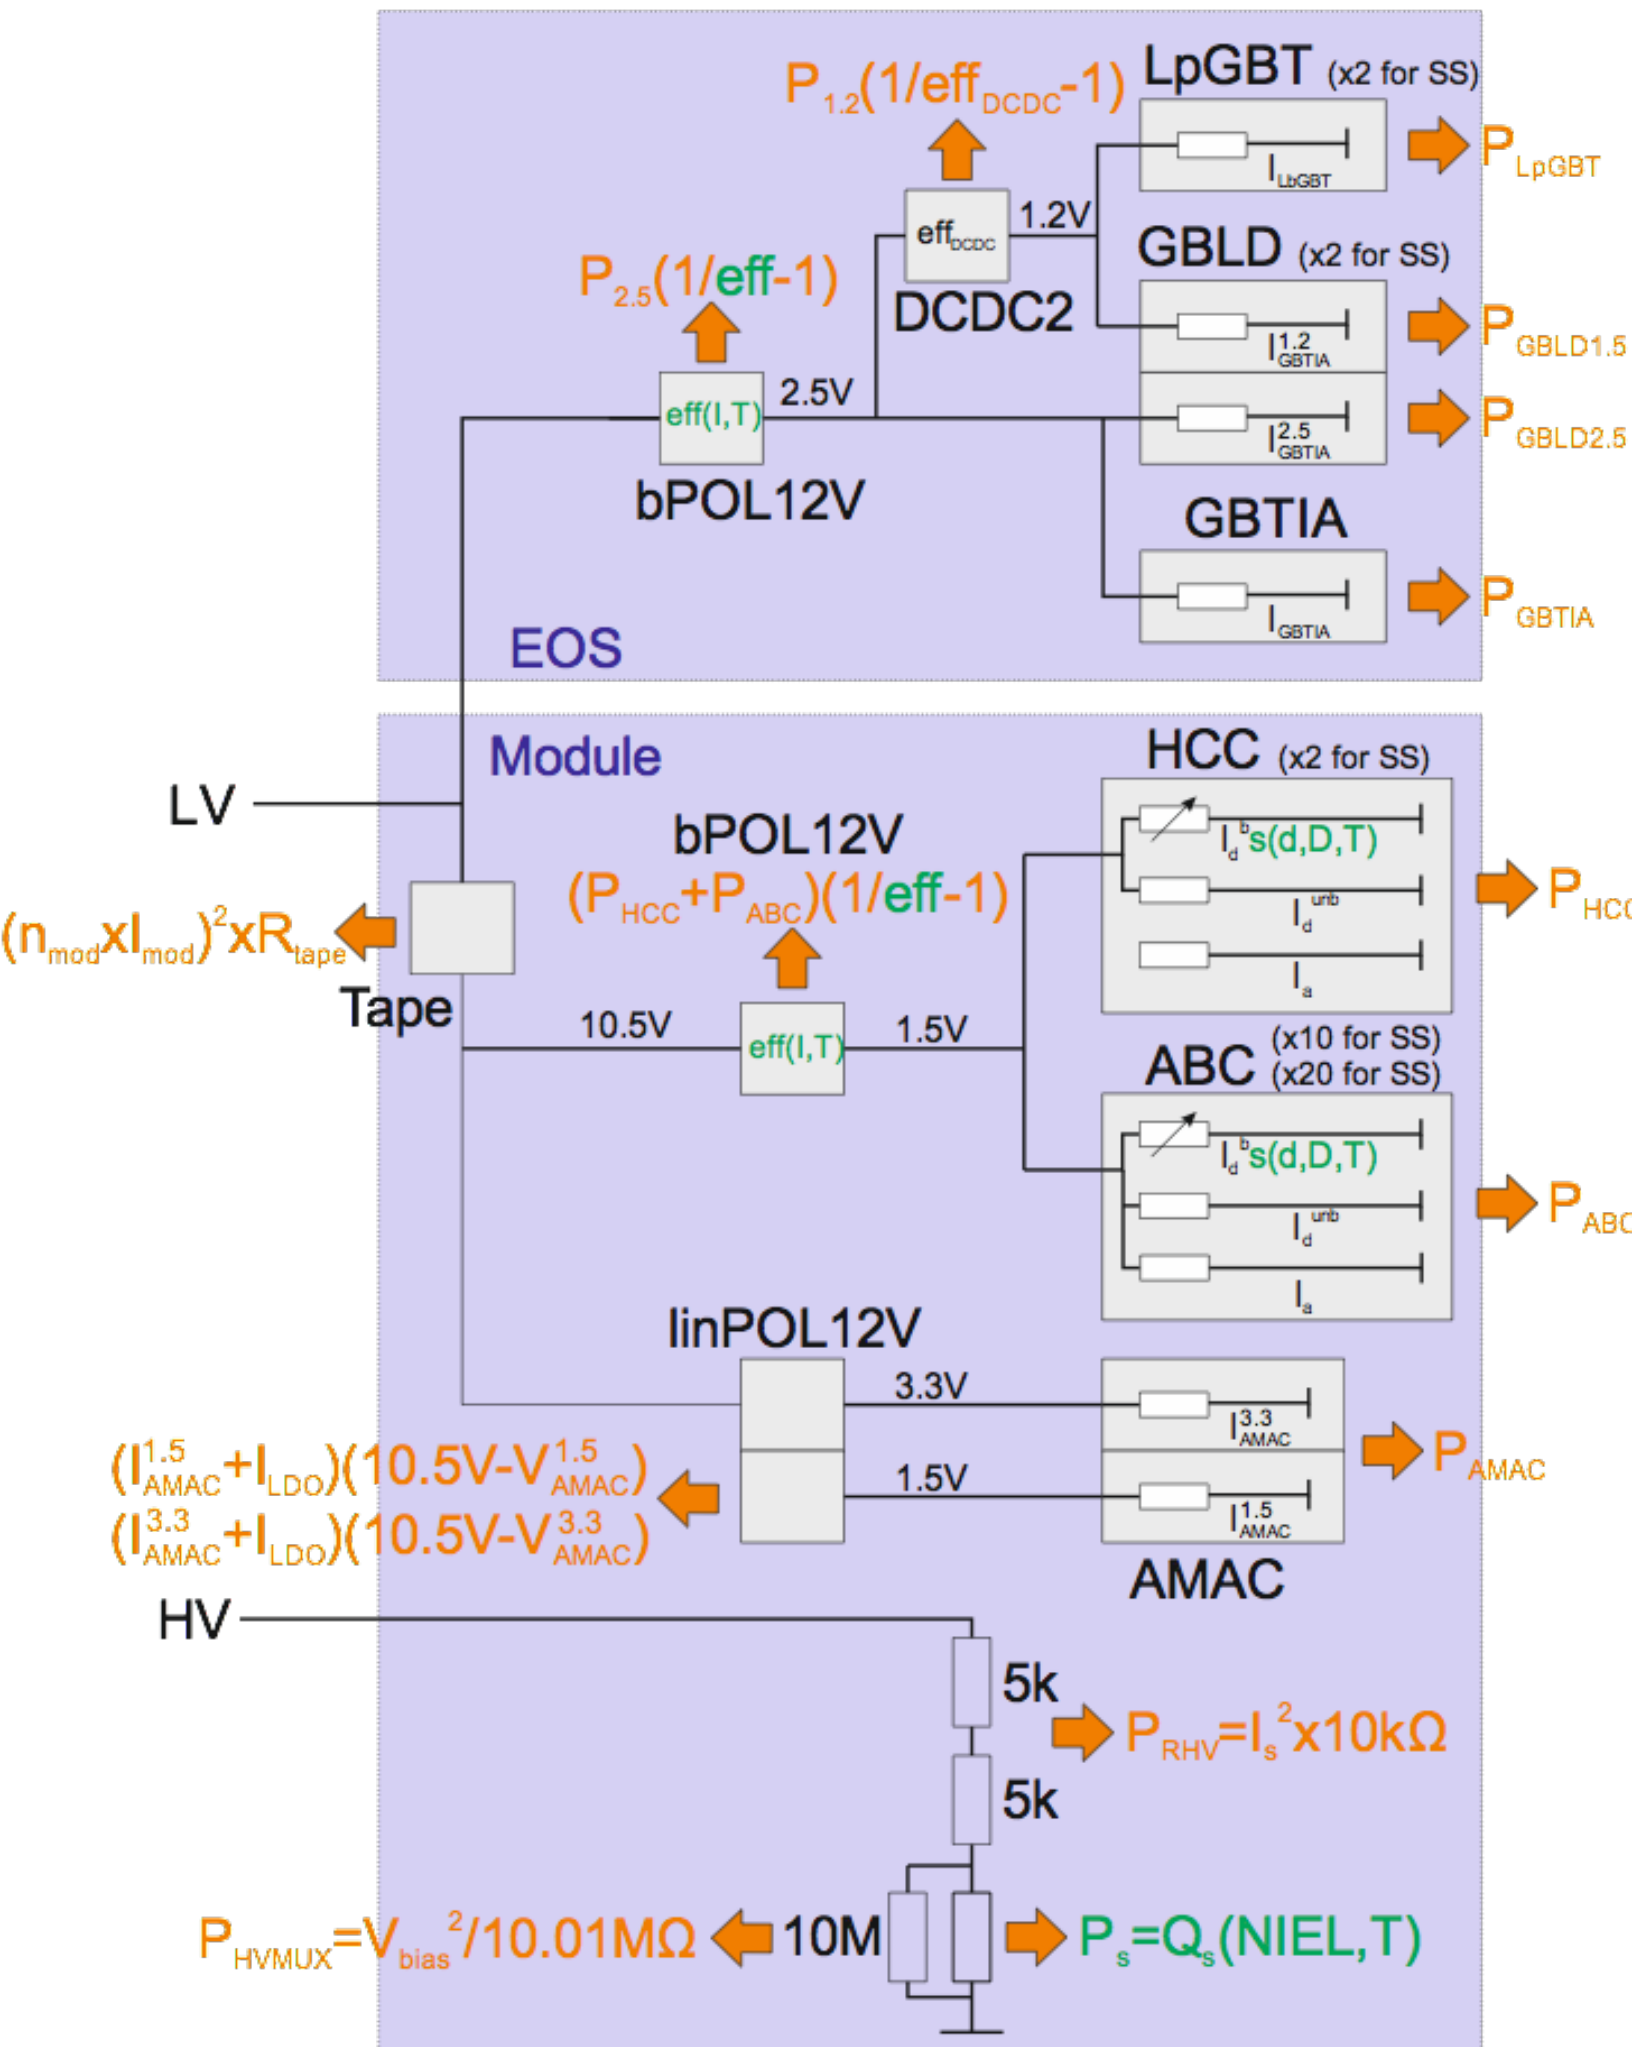 LpGBT (x2 for SS)
P1.2(1/effDCDC-1)
ILbGBT
PLpGBT
effDCDC
1.2V
DCDC2
GBLD (x2 for SS)
I1.2GBTIA
PGBLD1.5
P2.5(1/eff-1)
eff(I,T)
2.5V
bPOL12V
I2.5GBTIA
PGBLD2.5
GBTIA
IGBTIA
PGBTIA
EOS
Module
LV
HCC (x2 for SS)
bPOL12V
(PHCC+PABC)(1/eff-1)
Idbs(d,D,T)
Idunb
Ia
PHCC
(nmodxImod)2xRtape
Tape
10.5V
eff(I,T)
1.5V
ABC (x10 for SS)
(x20 for SS)
Idbs(d,D,T)
Idunb
Ia
PABC
linPOL12V
3.3V
I3.3AMAC
1.5V
I1.5AMAC
PAMAC
AMAC
(I1.5AMAC+ILDO)(10.5V-V1.5AMAC)
(I3.3AMAC+ILDO)(10.5V-V3.3AMAC)
HV
5k
PRHV=Is2x10kΩ
5k
PHVMUX=Vbias2/10.01MΩ
10M
Ps=Qs(NIEL,T)